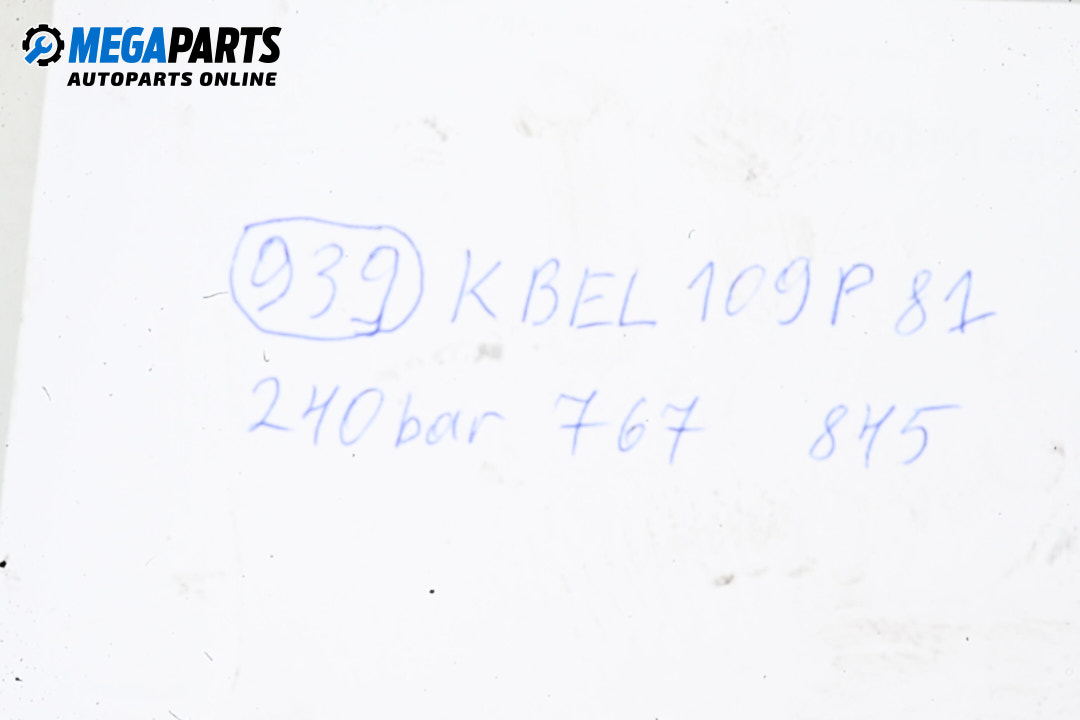 MEGAPARTS
AUTOPARTS ONLINE
939 KBEL 109P 81
240bar 767 845